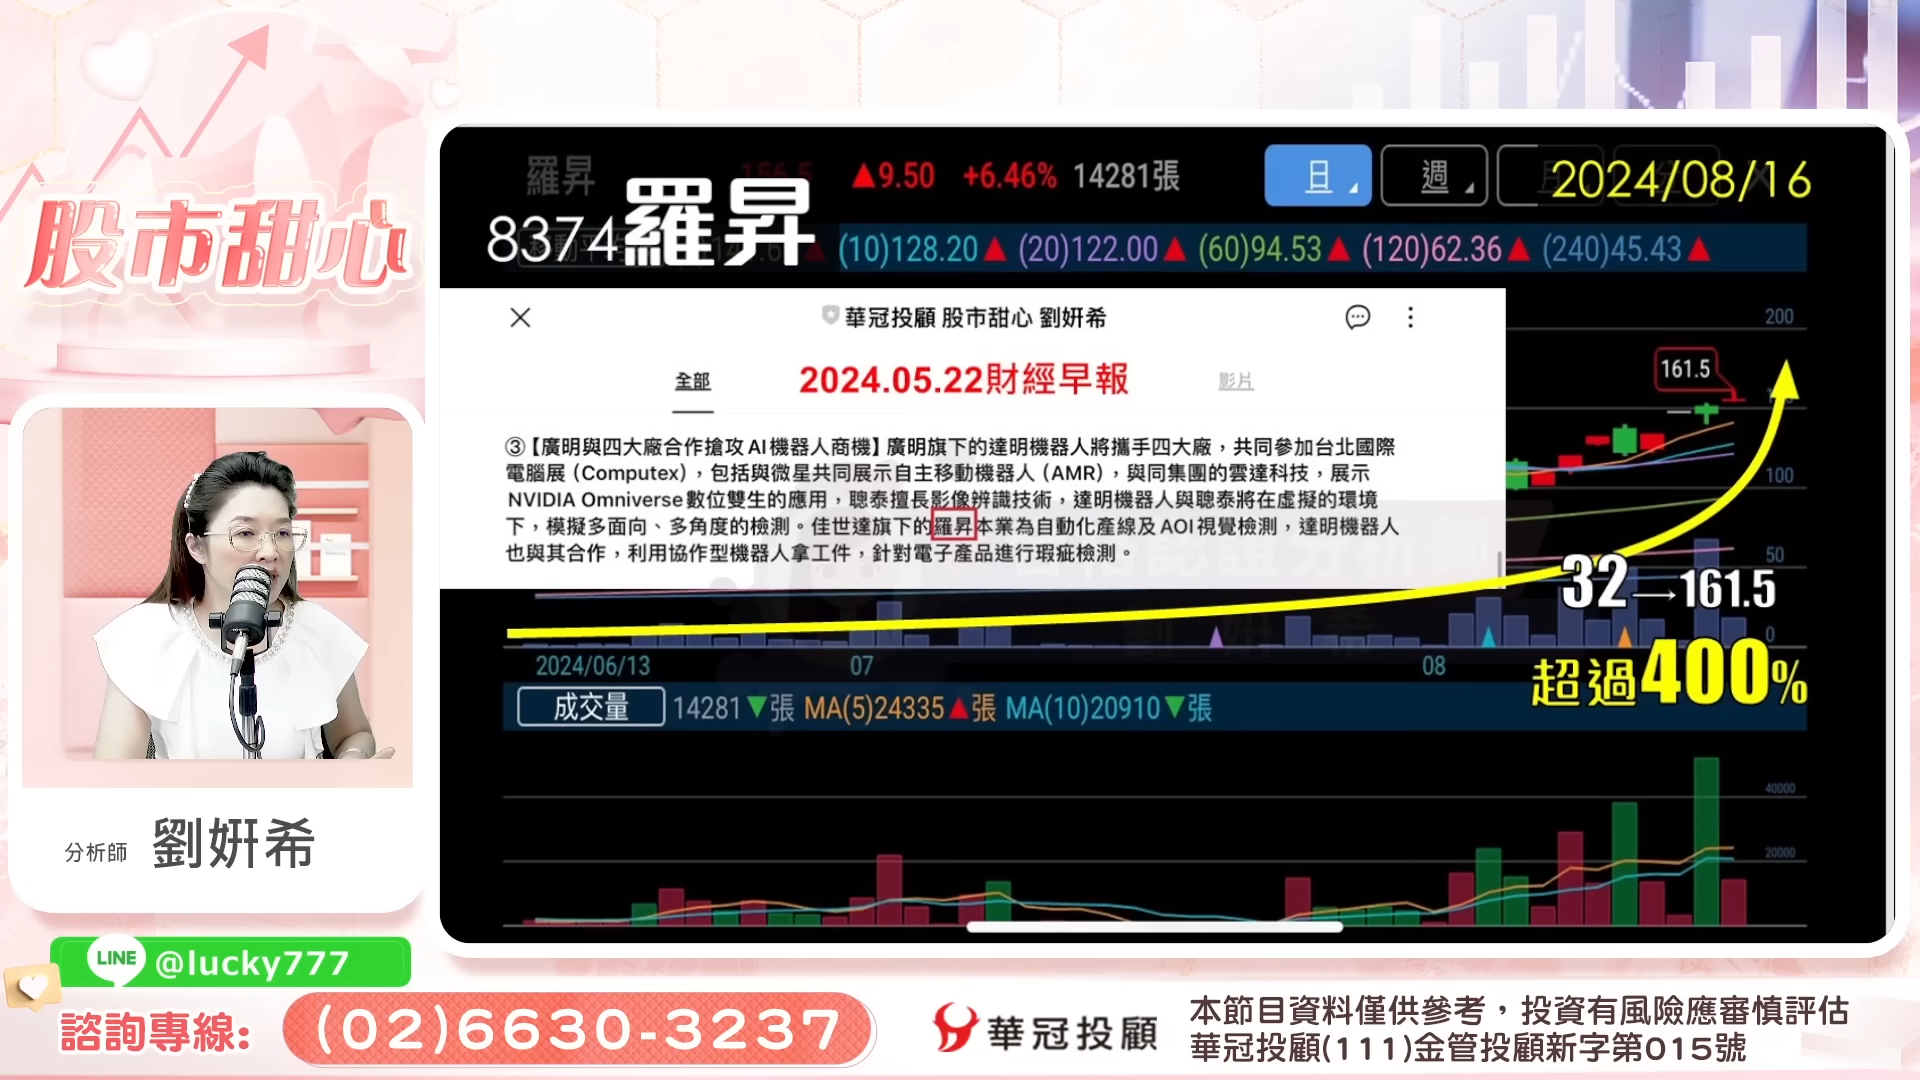 股市甜心
羅昇 156.5 ▲9.50 +6.46% 14281張 日 週 月 2024/08/16
8374羅昇
(10)128.20▲ (20)122.00▲ (60)94.53▲ (120)62.36▲ (240)45.43▲
華冠投顧 股市甜心 劉妍希
全部 2024.05.22財經早報 影片
③【廣明與四大廠合作搶攻AI機器人商機】廣明旗下的達明機器人將攜手四大廠，共同參加台北國際
電腦展（Computex），包括與微星共同展示自主移動機器人（AMR），與同集團的雲達科技，展示
NVIDIA Omniverse數位雙生的應用，聰泰擅長影像辨識技術，達明機器人與聰泰將在虛擬的環境
下，模擬多面向、多角度的檢測。佳世達旗下的羅昇本業為自動化產線及AOI視覺檢測，達明機器人
也與其合作，利用協作型機器人拿工件，針對電子產品進行瑕疵檢測。
200
161.5
100
50
0
32→161.5
超過400%
2024/06/13 07 08
成交量 14281▼張 MA(5)24335▲張 MA(10)20910▼張
40000
20000
分析師 劉妍希
LINE @lucky777
諮詢專線: (02)6630-3237
華冠投顧
本節目資料僅供參考，投資有風險應審慎評估
華冠投顧(111)金管投顧新字第015號